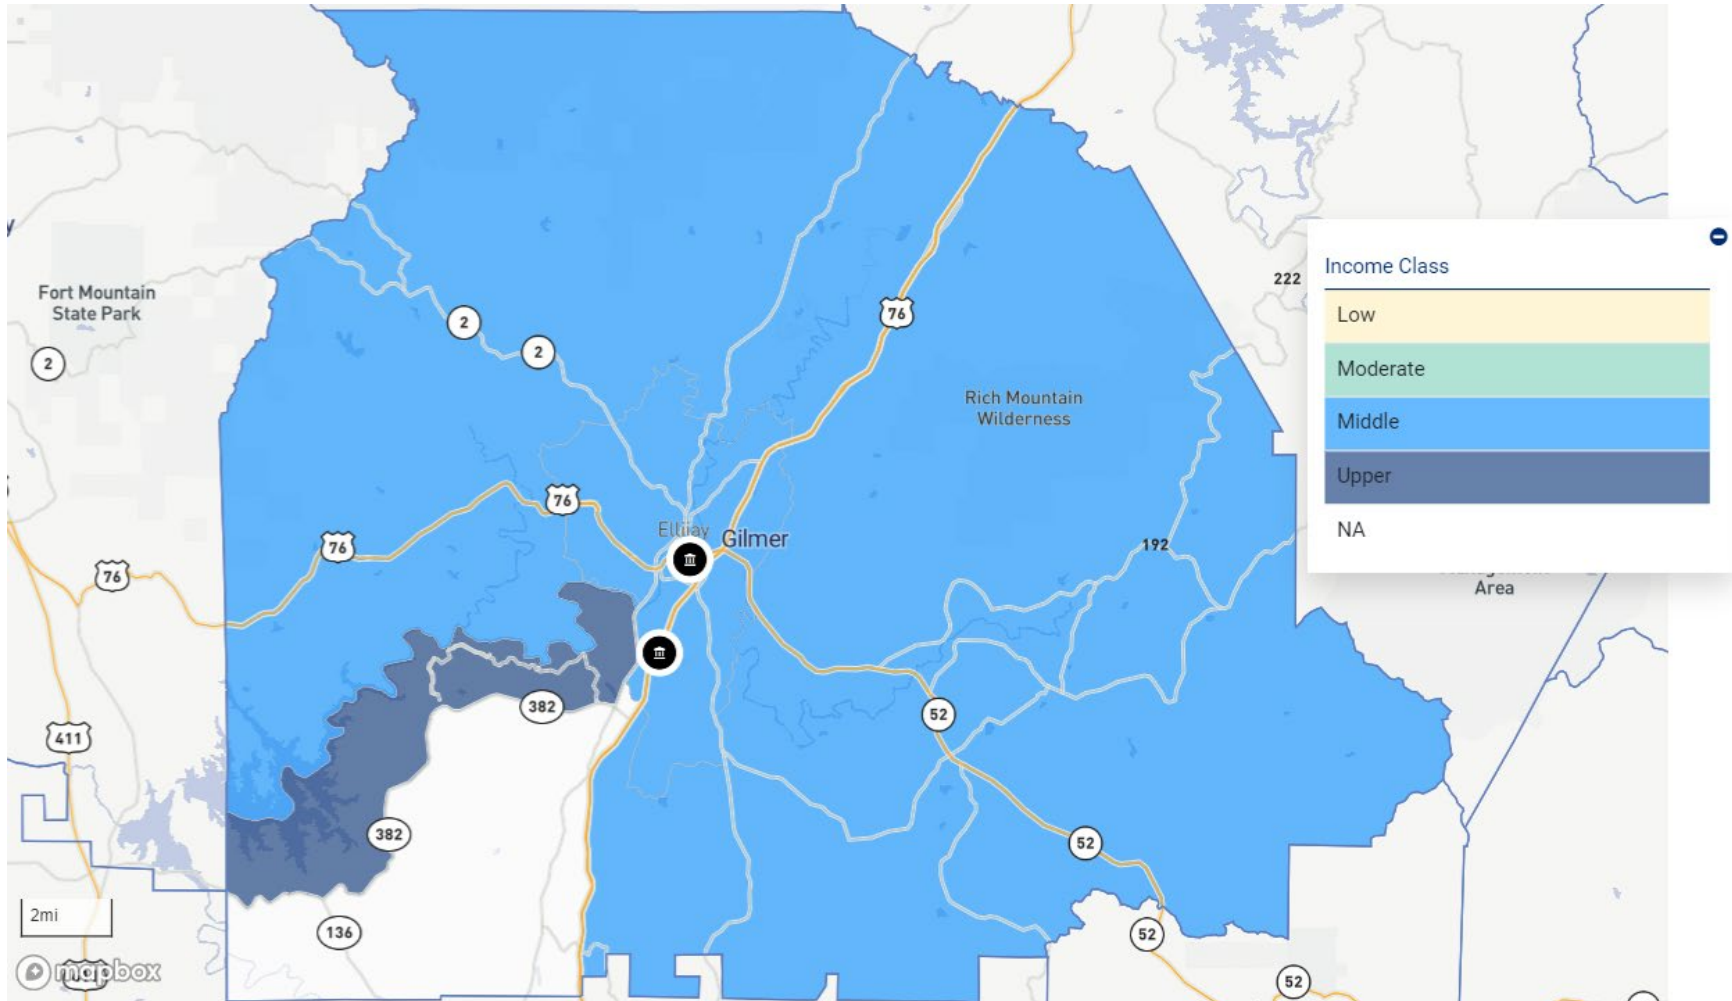 Fort Mountain
State Park
2
2
2
76
222
Income Class
Low
Moderate
Middle
Upper
NA
Rich Mountain
Wilderness
76
76
76
Ellijay
Gilmer
192
Area
382
52
411
382
52
2mi
136
52
52
mapbox